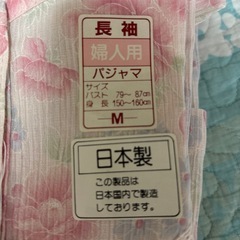 長袖
婦人用
パジャマ
サイズ
バスト 79〜87cm
身長 150〜160cm
M
日本製
この製品は
日本国内で製造
しております。